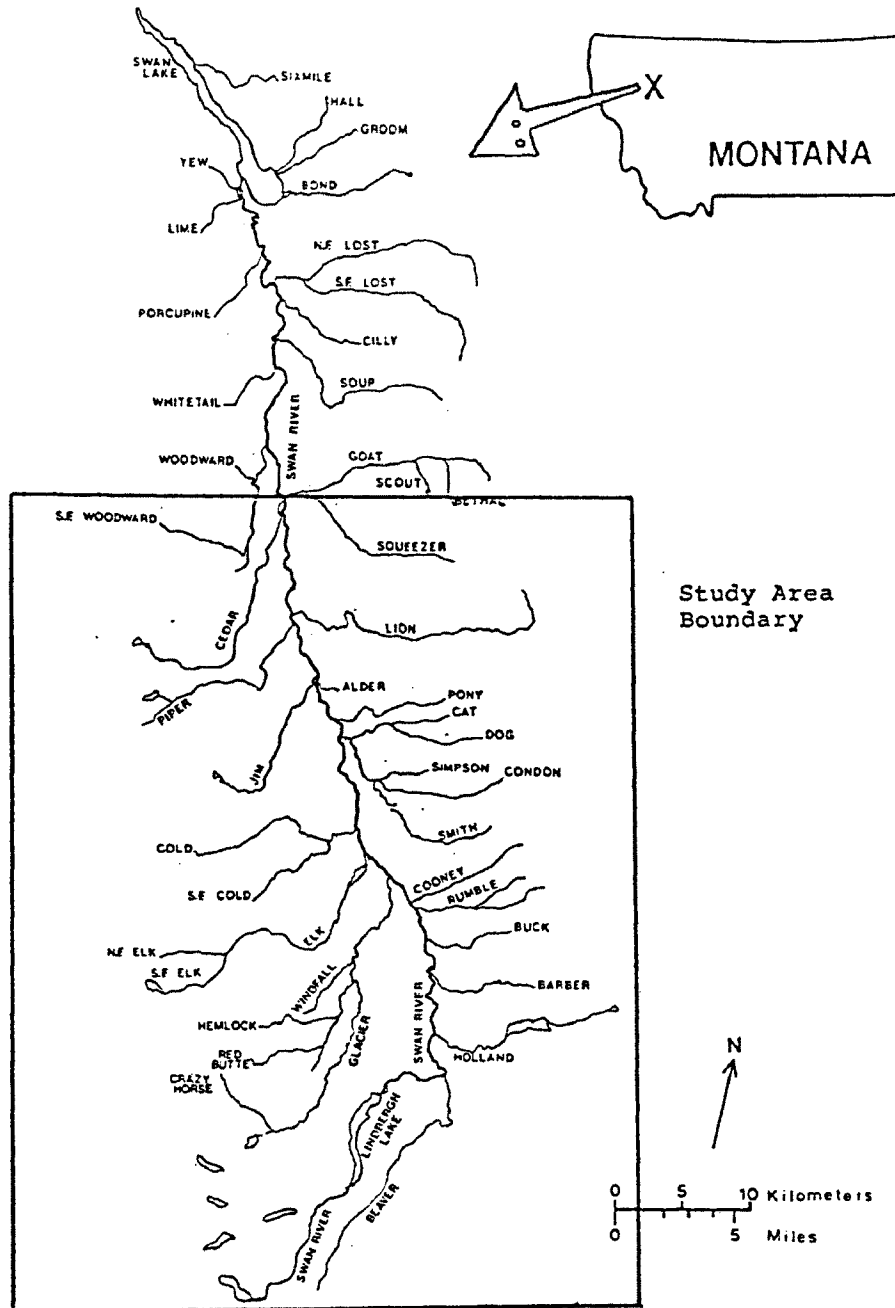 SWAN
LAKE
SIXMILE
HALL
GROOM
YEW
BOND
LIME
N.F. LOST
S.F. LOST
PORCUPINE
CILLY
SOUP
WHITETAIL
SWAN RIVER
WOODWARD
GOAT
SCOUT
S.F. WOODWARD
SQUEEZER
CEDAR
LION
PIPER
ALDER
PONY
CAT
DOG
JIM
SIMPSON
CONDON
SMITH
COLD
S.F. COLD
COONEY
RUMBLE
BUCK
ELK
N.F. ELK
S.F. ELK
WINDFALL
BARBER
HEMLOCK
GLACIER
SWAN RIVER
RED
BUTTE
HOLLAND
CRAZY
HORSE
LINDBERGH
LAKE
BEAVER
SWAN RIVER
X
MONTANA
Study Area
Boundary
N
0 5 10 Kilometers
0 5 Miles